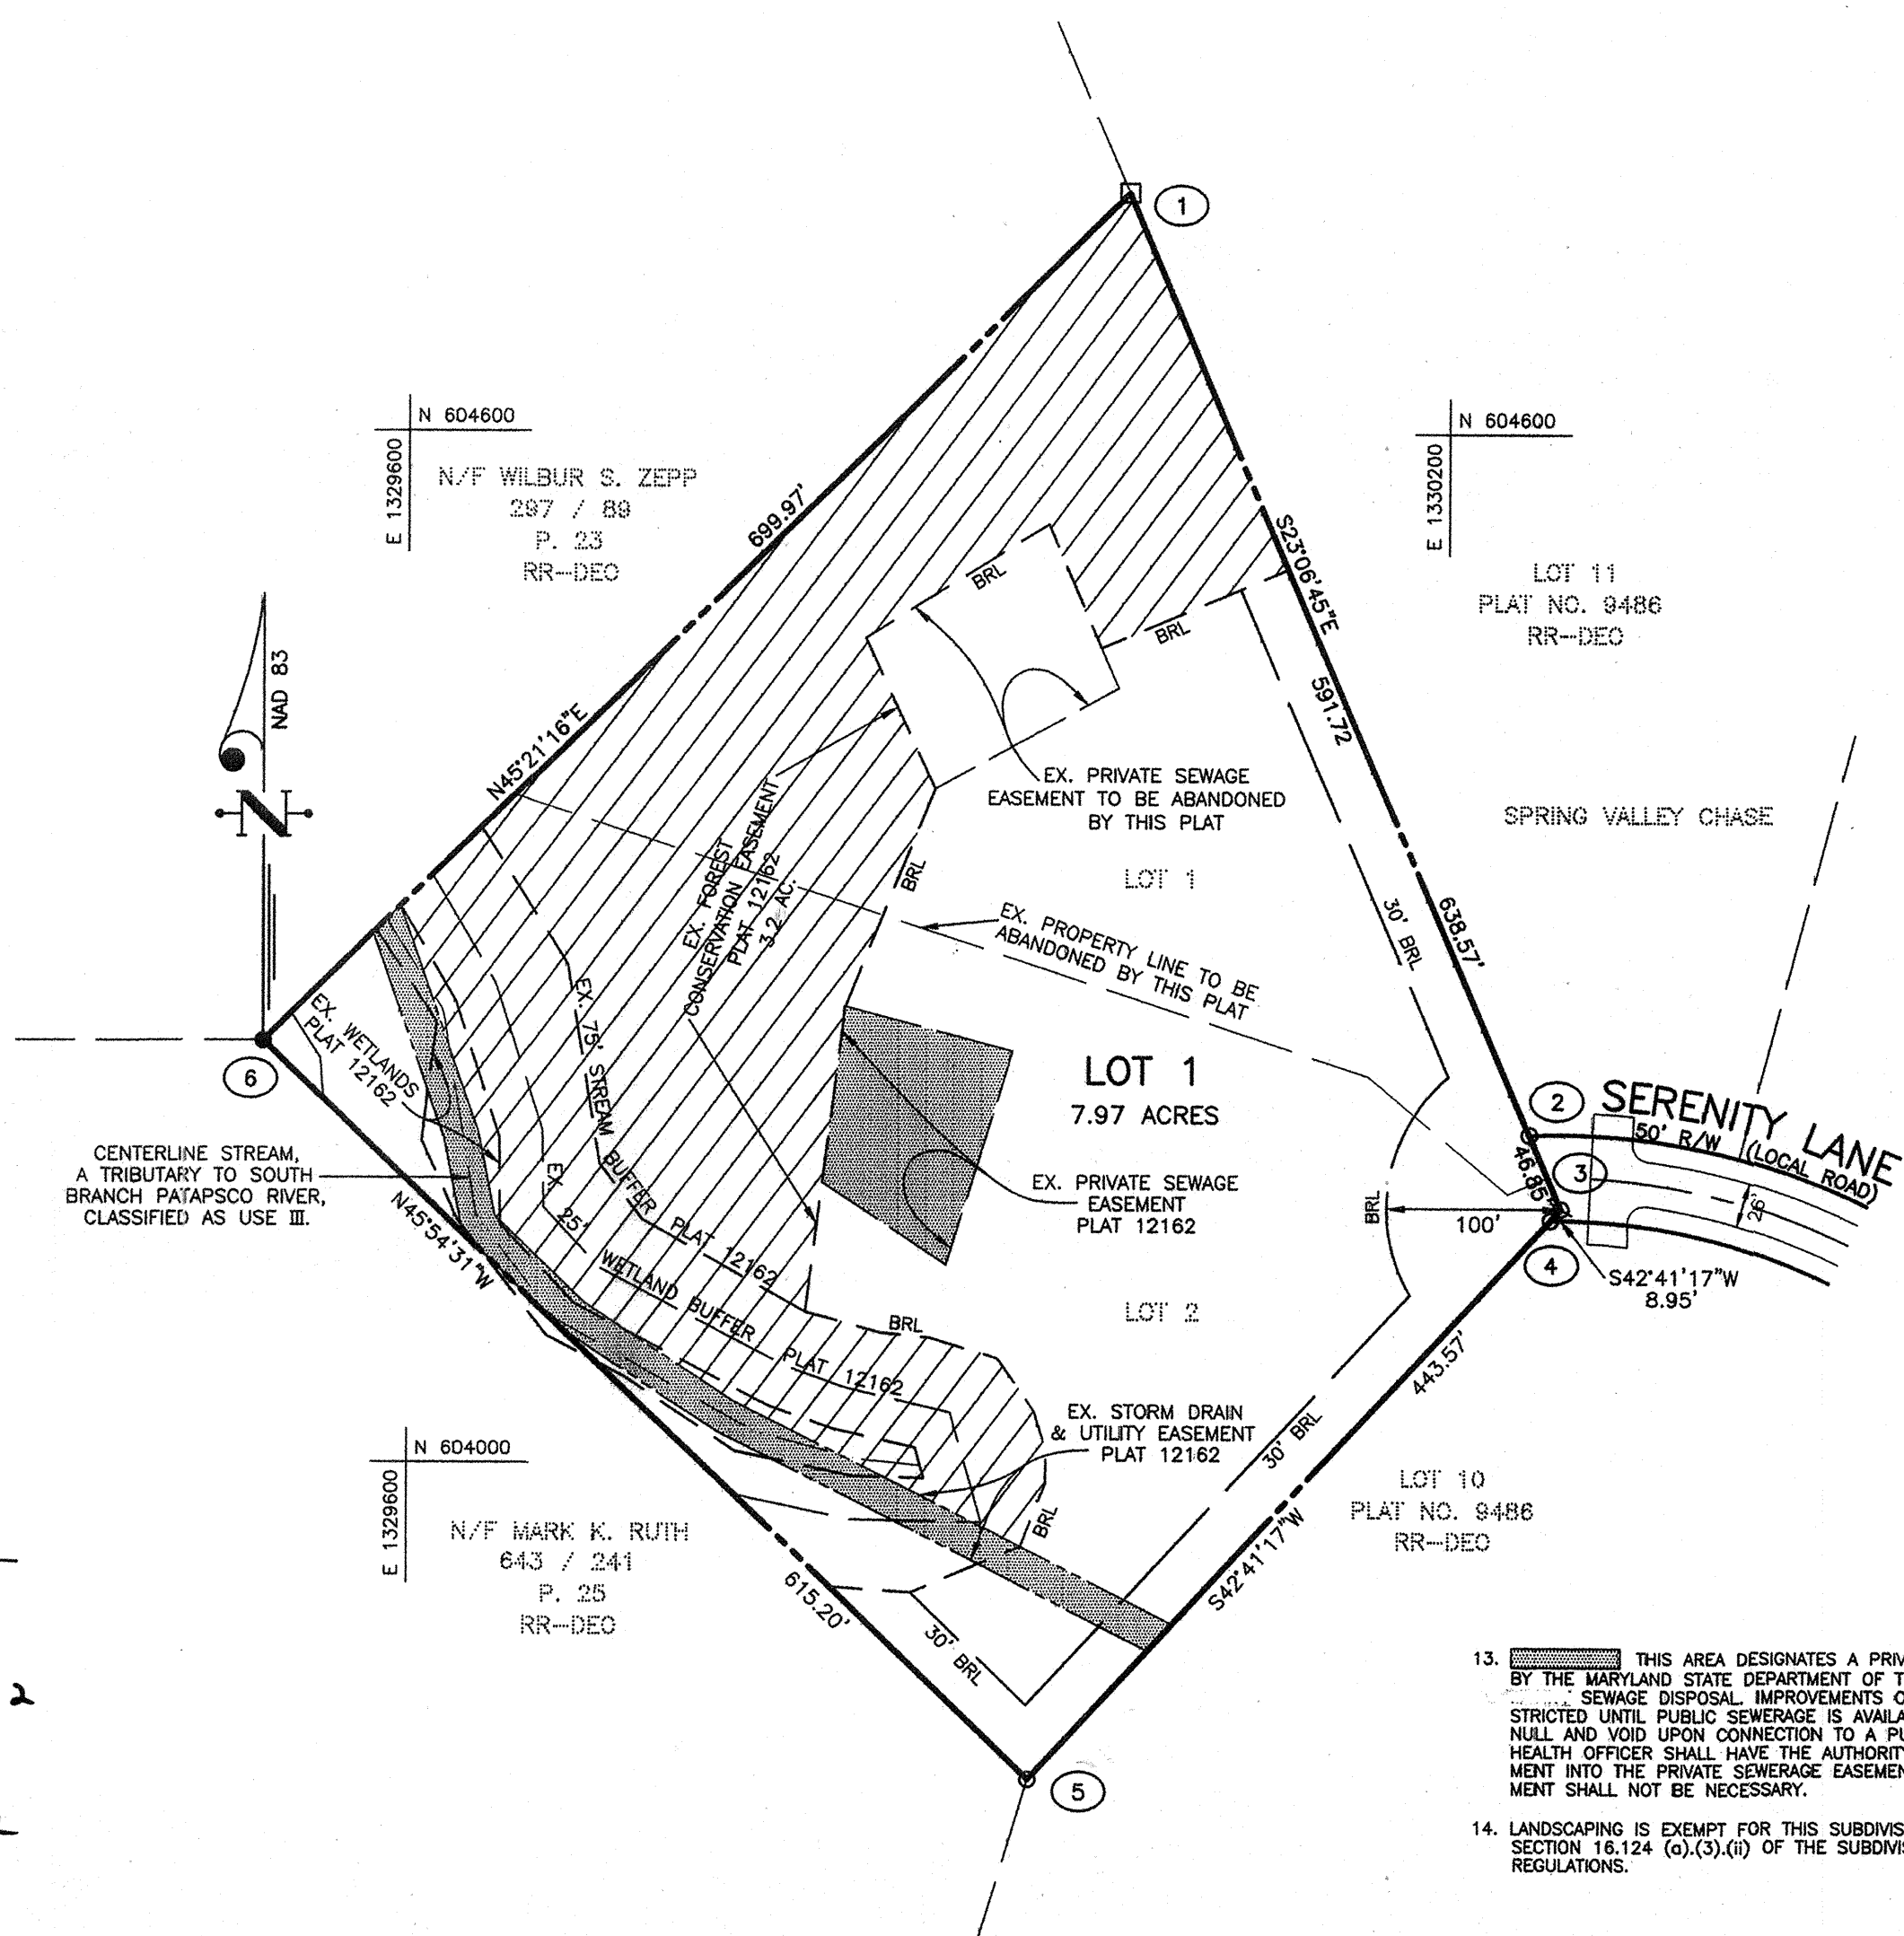 1
N 604600
E 1329600
N/F WILBUR S. ZEPP
297 / 89
P. 23
RR-DEO
N 604600
E 1330200
LOT 11
PLAT NO. 9486
RR-DEO
699.97'
N45°21'16"E
S23°06'45"E
591.72
638.57'
NAD 83
N
BRL
BRL
EX. PRIVATE SEWAGE
EASEMENT TO BE ABANDONED
BY THIS PLAT
SPRING VALLEY CHASE
EX. FOREST
CONSERVATION EASEMENT
PLAT 12162
3.2 AC.
BRL
LOT 1
30' BRL
EX. PROPERTY LINE TO BE
ABANDONED BY THIS PLAT
EX. WETLANDS
PLAT 12162
6
EX. 75' STREAM BUFFER PLAT 12162
LOT 1
7.97 ACRES
2
SERENITY LANE
50' R/W
(LOCAL ROAD)
46.85'
3
26'
CENTERLINE STREAM,
A TRIBUTARY TO SOUTH
BRANCH PATAPSCO RIVER,
CLASSIFIED AS USE III.
EX. PRIVATE SEWAGE
EASEMENT
PLAT 12162
BRL
100'
4
S42°41'17"W
8.95'
N45°54'31"W
EX. 25' WETLAND BUFFER PLAT 12162
LOT 2
BRL
443.57'
EX. STORM DRAIN
& UTILITY EASEMENT
PLAT 12162
30' BRL
N 604000
E 1329600
N/F MARK K. RUTH
643 / 241
P. 25
RR-DEO
BRL
LOT 10
PLAT NO. 9486
RR-DEO
S42°41'17"W
615.20'
30' BRL
5
2
13. THIS AREA DESIGNATES A PRIV
BY THE MARYLAND STATE DEPARTMENT OF T
SEWAGE DISPOSAL. IMPROVEMENTS O
STRICTED UNTIL PUBLIC SEWERAGE IS AVAILA
NULL AND VOID UPON CONNECTION TO A PU
HEALTH OFFICER SHALL HAVE THE AUTHORIT
MENT INTO THE PRIVATE SEWERAGE EASEMEN
MENT SHALL NOT BE NECESSARY.
14. LANDSCAPING IS EXEMPT FOR THIS SUBDIVIS
SECTION 16.124 (a).(3).(ii) OF THE SUBDIVIS
REGULATIONS.